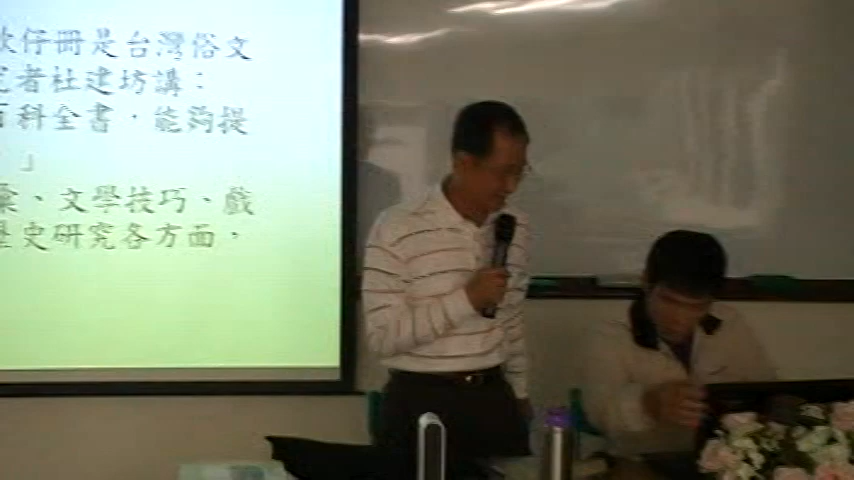 仔冊是台灣俗文
者杜建坊講：
百科全書，能夠提
」
彙、文學技巧、戲
歷史研究各方面，